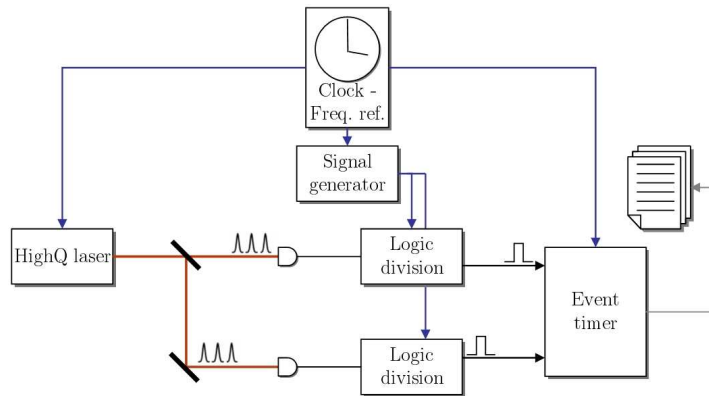 Clock -
Freq. ref.
Signal
generator
HighQ laser
Logic
division
Event
timer
Logic
division